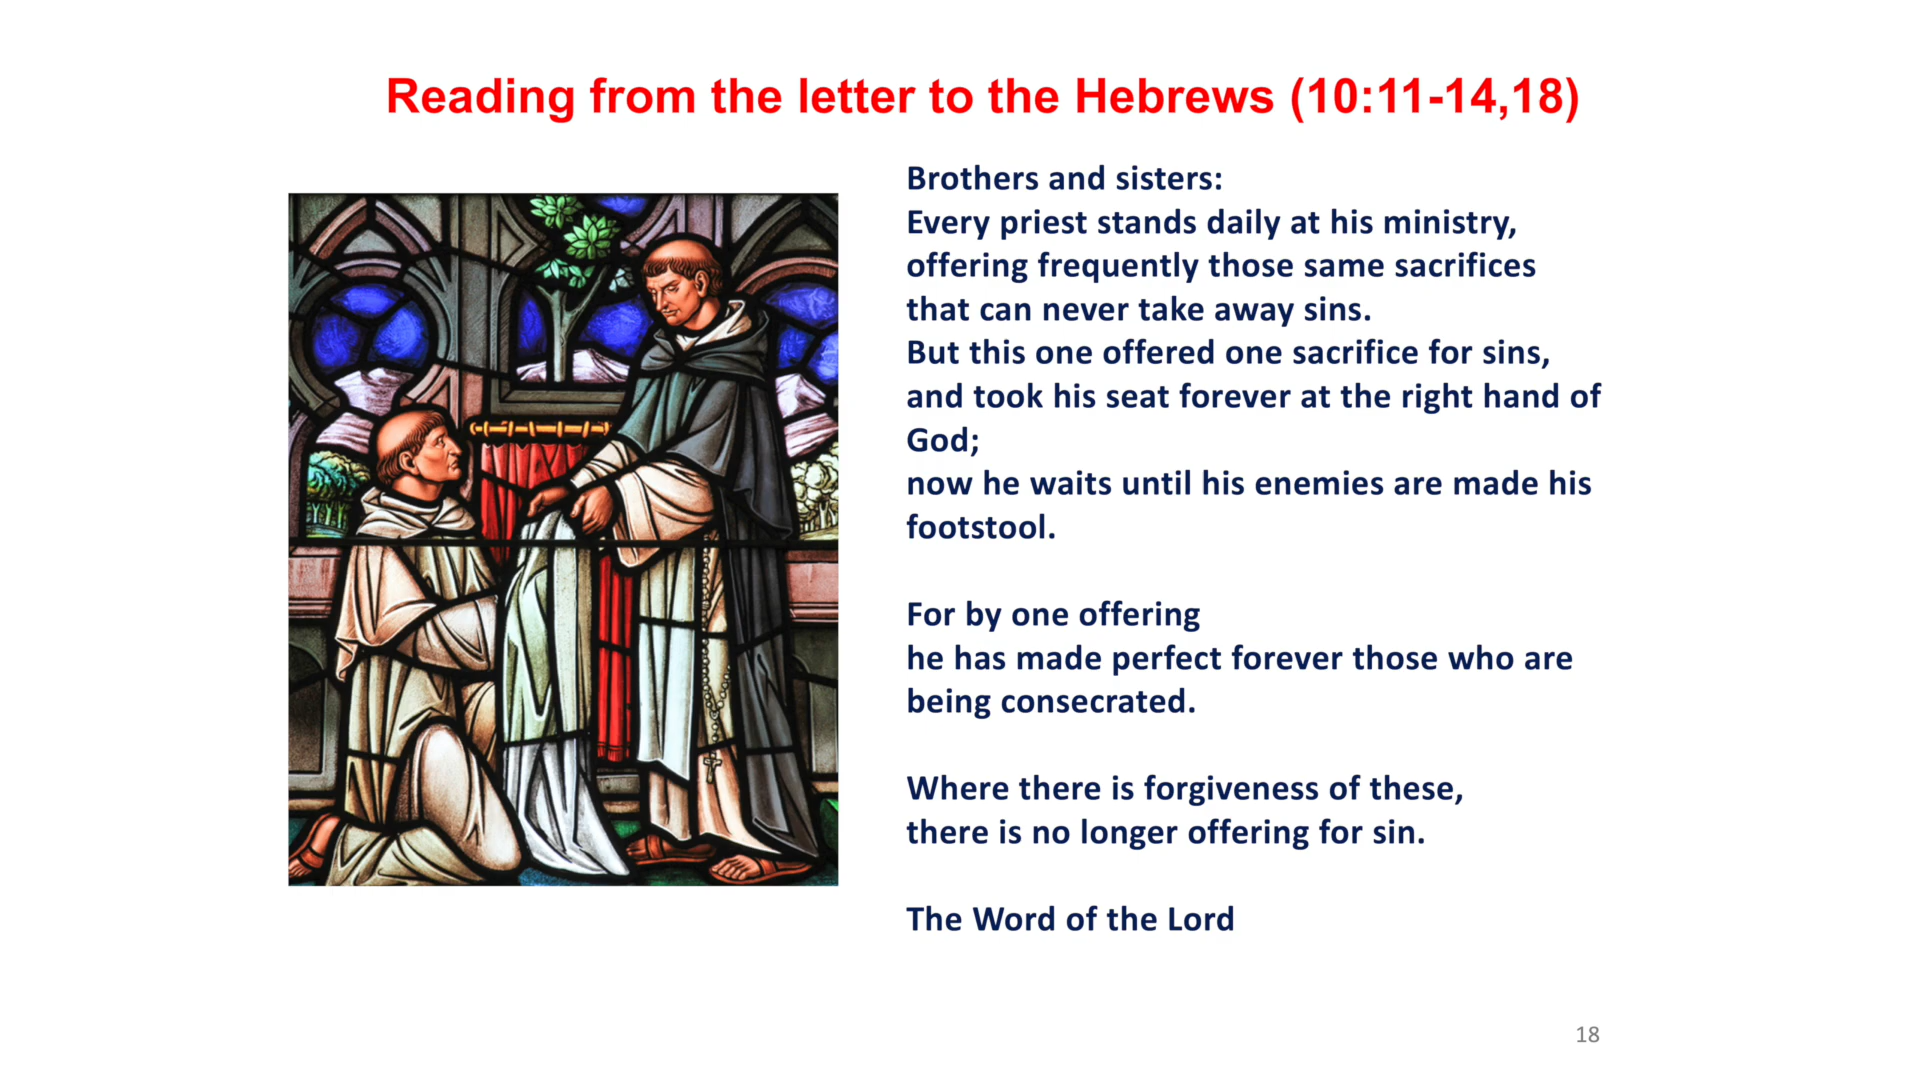 Reading from the letter to the Hebrews (10:11-14,18)
Brothers and sisters:
Every priest stands daily at his ministry,
offering frequently those same sacrifices
that can never take away sins.
But this one offered one sacrifice for sins,
and took his seat forever at the right hand of
God;
now he waits until his enemies are made his
footstool.
For by one offering
he has made perfect forever those who are
being consecrated.
Where there is forgiveness of these,
there is no longer offering for sin.
The Word of the Lord
18